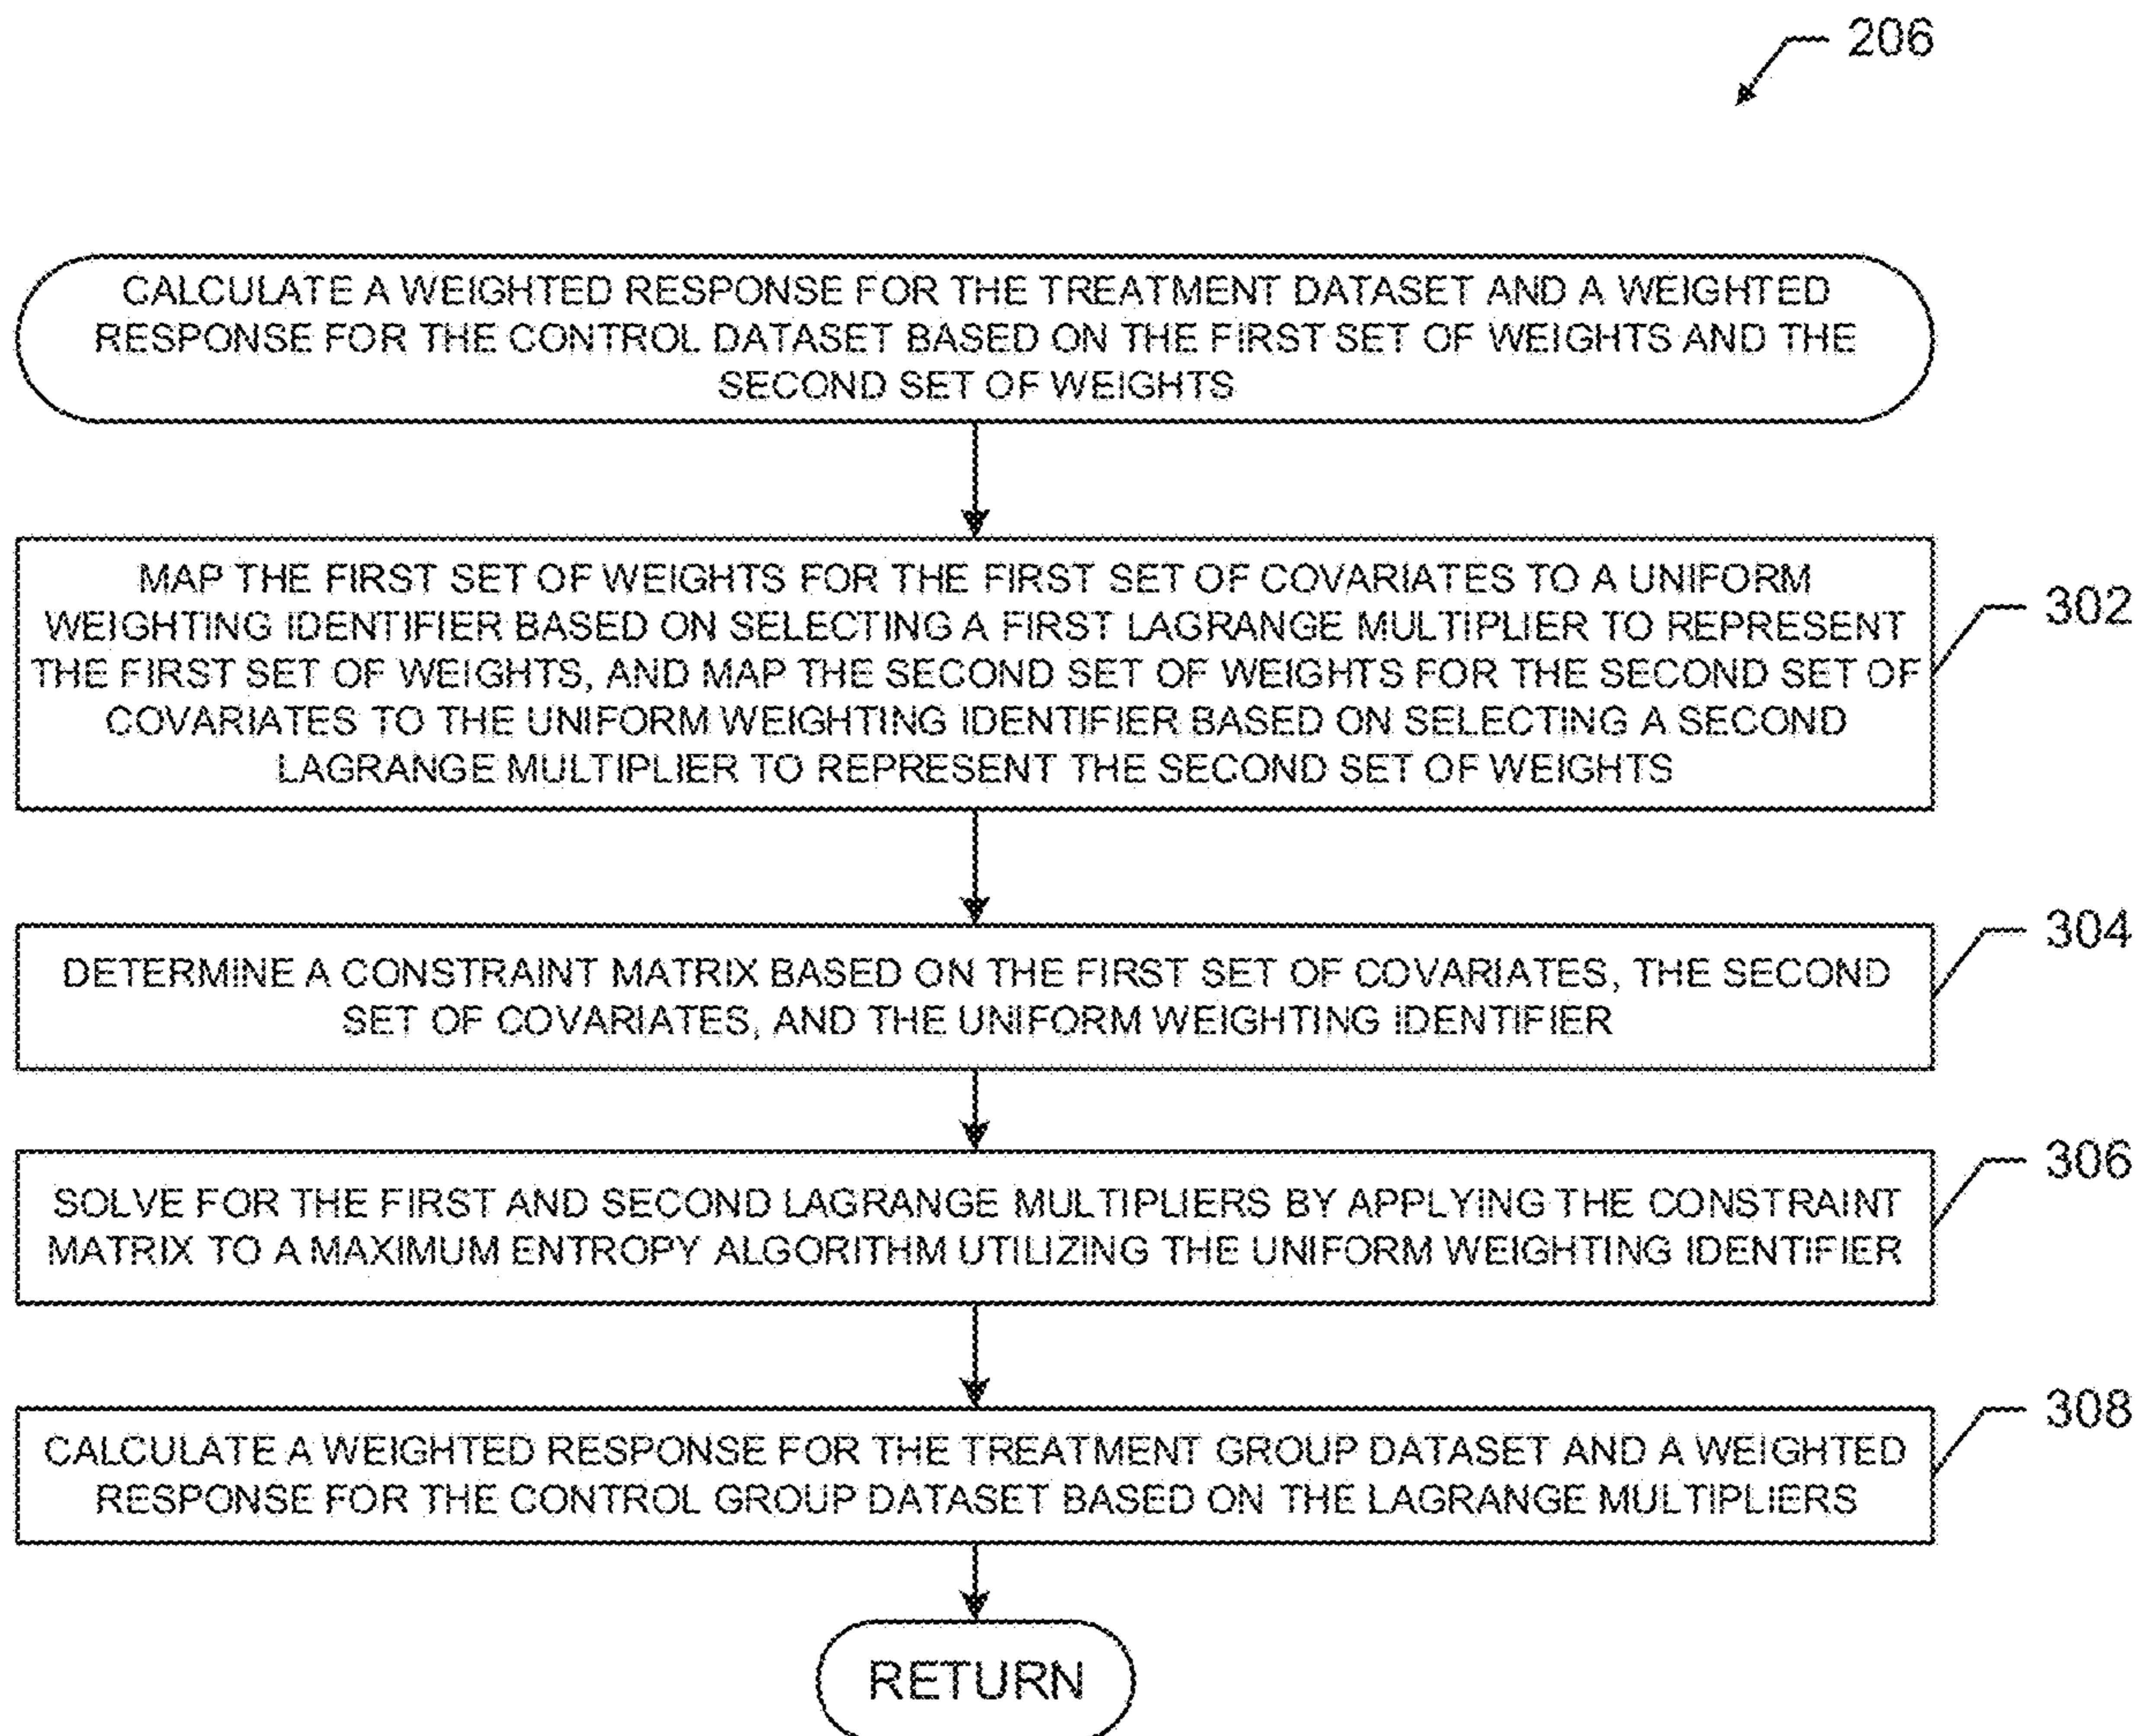 206
CALCULATE A WEIGHTED RESPONSE FOR THE TREATMENT DATASET AND A WEIGHTED
RESPONSE FOR THE CONTROL DATASET BASED ON THE FIRST SET OF WEIGHTS AND THE
SECOND SET OF WEIGHTS
MAP THE FIRST SET OF WEIGHTS FOR THE FIRST SET OF COVARIATES TO A UNIFORM
WEIGHTING IDENTIFIER BASED ON SELECTING A FIRST LAGRANGE MULTIPLIER TO REPRESENT
THE FIRST SET OF WEIGHTS, AND MAP THE SECOND SET OF WEIGHTS FOR THE SECOND SET OF
COVARIATES TO THE UNIFORM WEIGHTING IDENTIFIER BASED ON SELECTING A SECOND
LAGRANGE MULTIPLIER TO REPRESENT THE SECOND SET OF WEIGHTS
302
DETERMINE A CONSTRAINT MATRIX BASED ON THE FIRST SET OF COVARIATES, THE SECOND
SET OF COVARIATES, AND THE UNIFORM WEIGHTING IDENTIFIER
304
SOLVE FOR THE FIRST AND SECOND LAGRANGE MULTIPLIERS BY APPLYING THE CONSTRAINT
MATRIX TO A MAXIMUM ENTROPY ALGORITHM UTILIZING THE UNIFORM WEIGHTING IDENTIFIER
306
CALCULATE A WEIGHTED RESPONSE FOR THE TREATMENT GROUP DATASET AND A WEIGHTED
RESPONSE FOR THE CONTROL GROUP DATASET BASED ON THE LAGRANGE MULTIPLIERS
308
RETURN